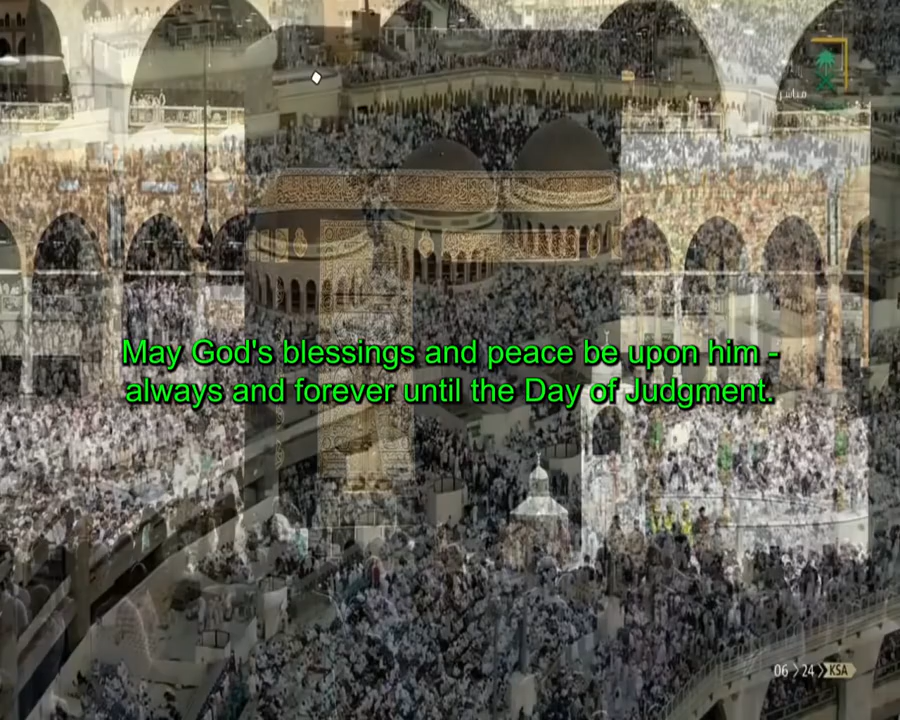 مباشر
May God's blessings and peace be upon him -
always and forever until the Day of Judgment.
06 24 KSA